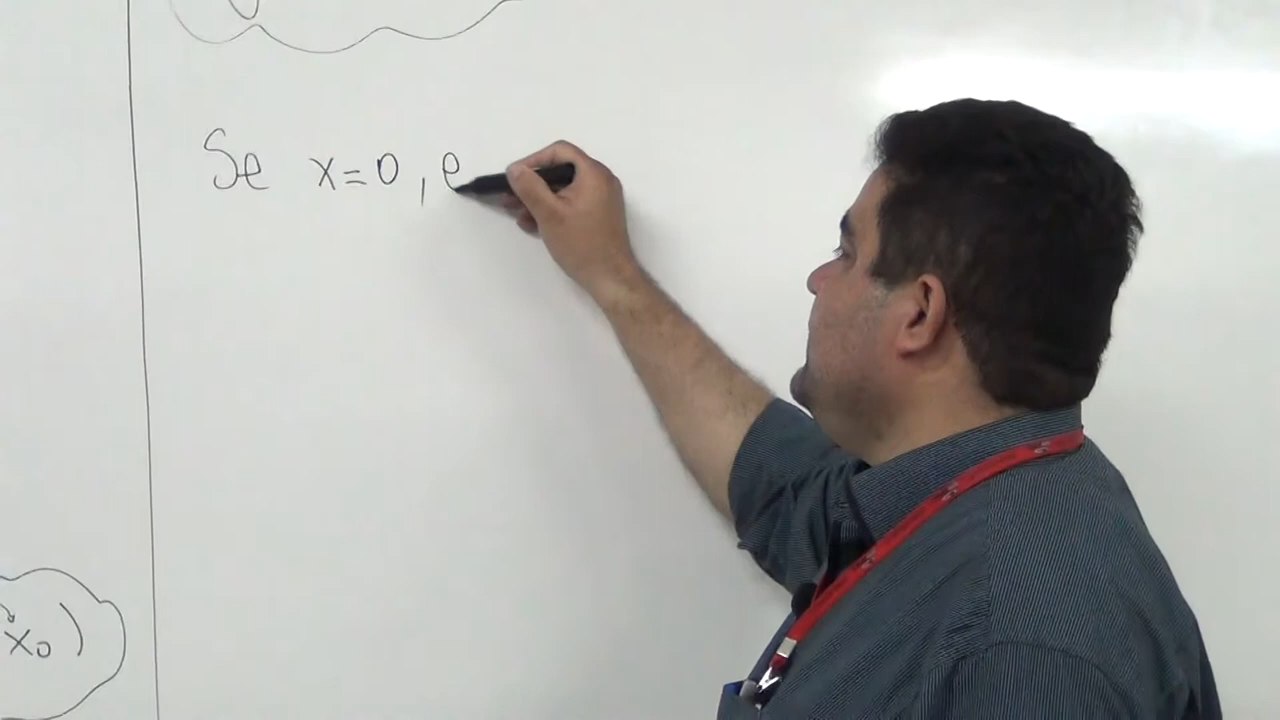 Se x=0, e
x₀)